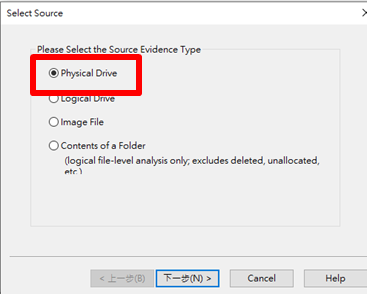 Select Source
Please Select the Source Evidence Type
Physical Drive
Logical Drive
Image File
Contents of a Folder
(logical file-level analysis only; excludes deleted, unallocated,
etc.)
< 上一步(B)
下一步(N) >
Cancel
Help